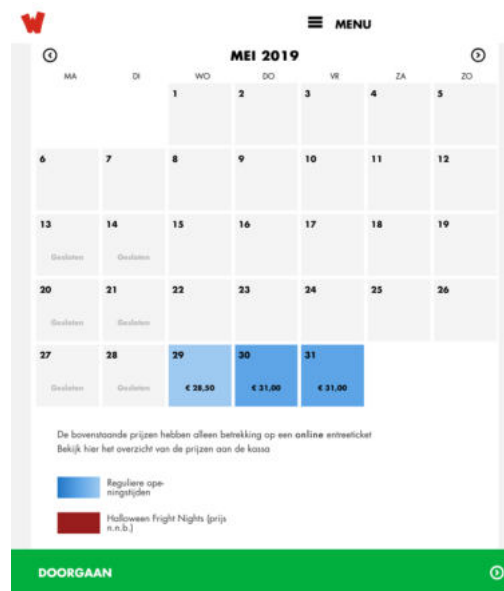 W
MENU
MEI 2019
MA DI WO DO VR ZA ZO
1 2 3 4 5
6 7 8 9 10 11 12
13 14 15 16 17 18 19
Gesloten Gesloten
20 21 22 23 24 25 26
Gesloten Gesloten
27 28 29 30 31
Gesloten Gesloten € 28,50 € 31,00 € 31,00
De bovenstaande prijzen hebben alleen betrekking op een online entreeticket
Bekijk hier het overzicht van de prijzen aan de kassa
Reguliere ope-
ningstijden
Halloween Fright Nights (prijs
n.n.b.)
DOORGAAN